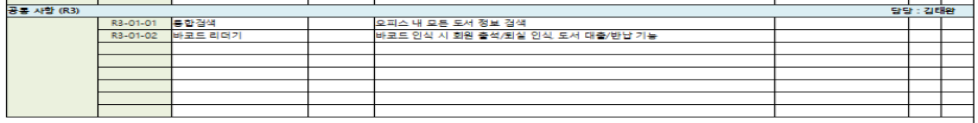 공통 사항 (R3) 담당 : 김태완
R3-01-01 통합검색 오피스 내 모든 도서 정보 검색
R3-01-02 바코드 리더기 바코드 인식 시 회원 출석/퇴실 인식, 도서 대출/반납 기능